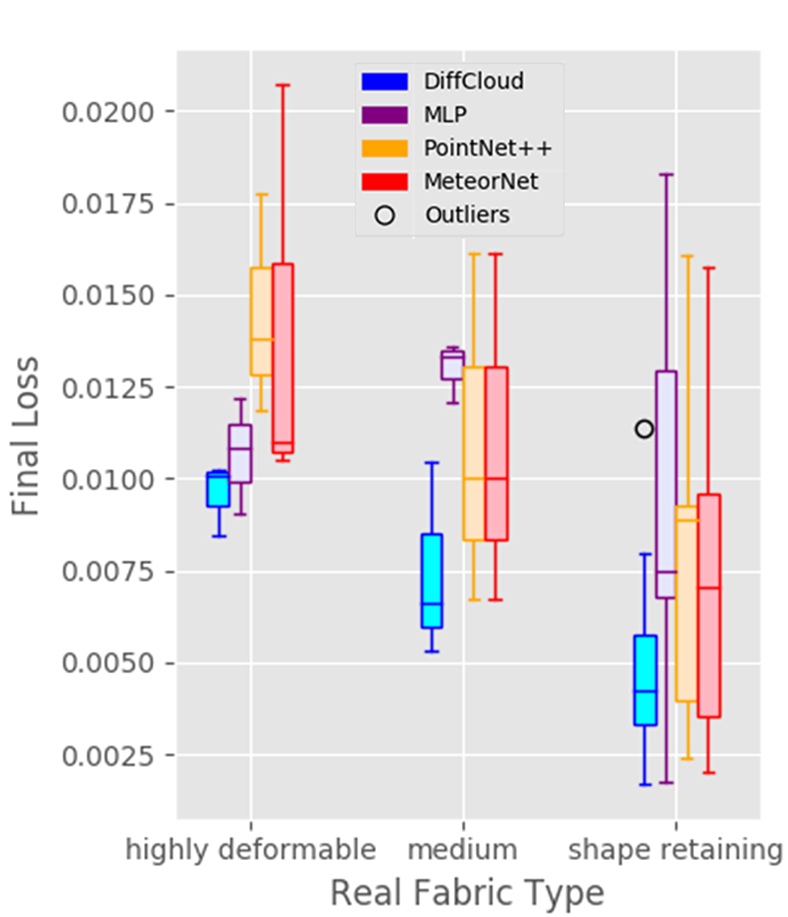 DiffCloud
MLP
PointNet++
MeteorNet
Outliers
0.0200
0.0175
0.0150
0.0125
0.0100
0.0075
0.0050
0.0025
Final Loss
highly deformable
medium
shape retaining
Real Fabric Type